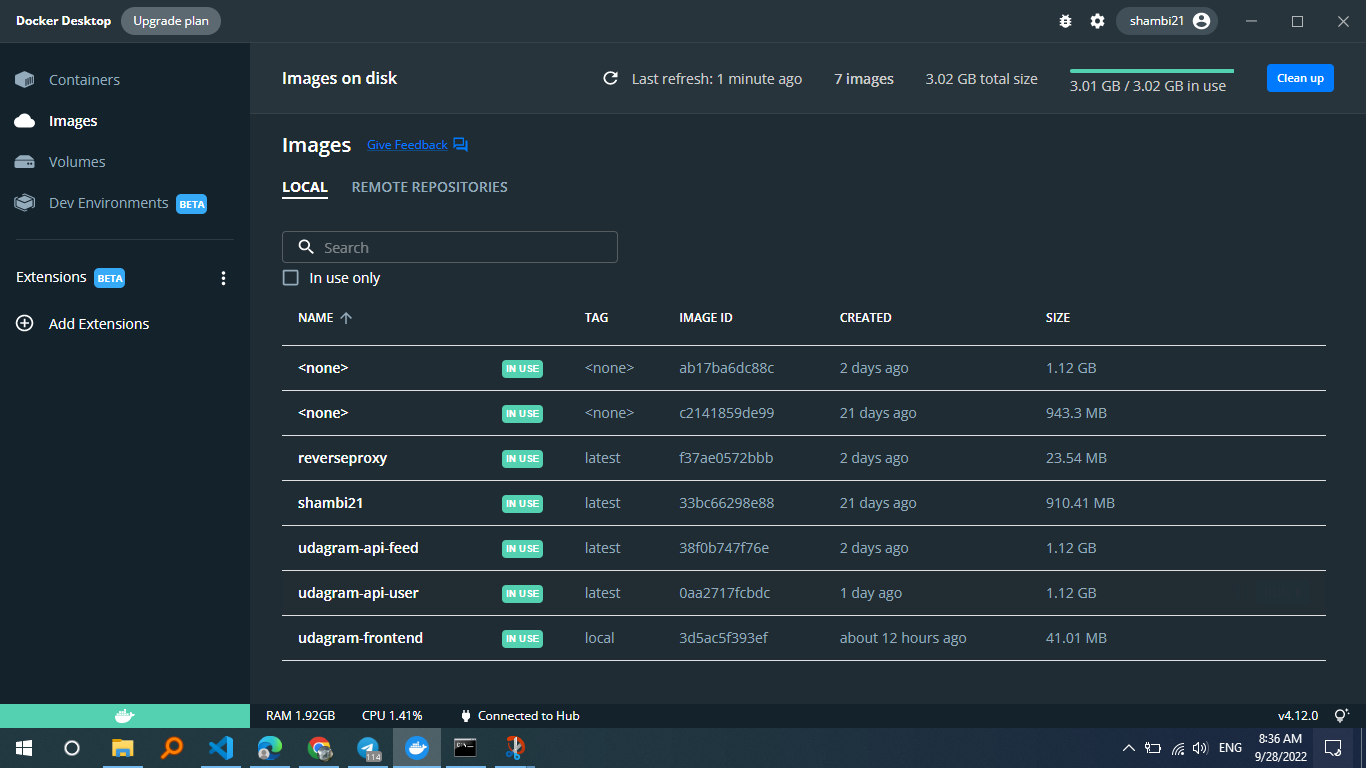 Docker Desktop Upgrade plan shambi21
Containers
Images
Volumes
Dev Environments BETA
Extensions BETA
Add Extensions
Images on disk Last refresh: 1 minute ago 7 images 3.02 GB total size 3.01 GB / 3.02 GB in use Clean up
Images Give Feedback
LOCAL REMOTE REPOSITORIES
Search
In use only
NAME TAG IMAGE ID CREATED SIZE
<none> IN USE <none> ab17ba6dc88c 2 days ago 1.12 GB
<none> IN USE <none> c2141859de99 21 days ago 943.3 MB
reverseproxy IN USE latest f37ae0572bbb 2 days ago 23.54 MB
shambi21 IN USE latest 33bc66298e88 21 days ago 910.41 MB
udagram-api-feed IN USE latest 38f0b747f76e 2 days ago 1.12 GB
udagram-api-user IN USE latest 0aa2717fcbdc 1 day ago 1.12 GB
udagram-frontend IN USE local 3d5ac5f393ef about 12 hours ago 41.01 MB
RAM 1.92GB CPU 1.41% Connected to Hub v4.12.0
114
ENG
8:36 AM
9/28/2022